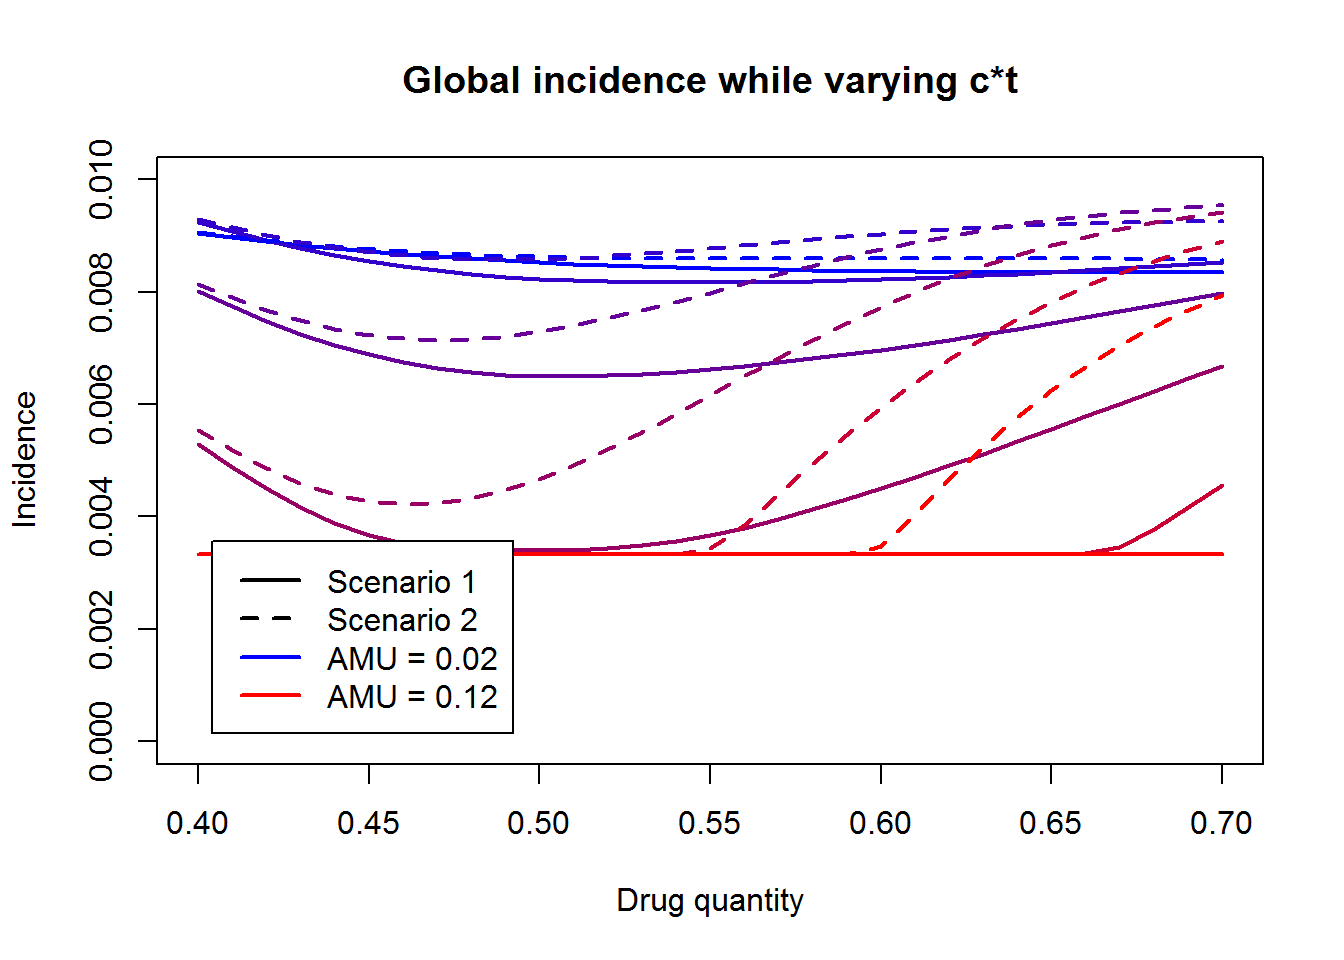 Global incidence while varying c*t
Incidence
0.010
0.008
0.006
0.004
0.002
0.000
Scenario 1
Scenario 2
AMU = 0.02
AMU = 0.12
0.40 0.45 0.50 0.55 0.60 0.65 0.70
Drug quantity